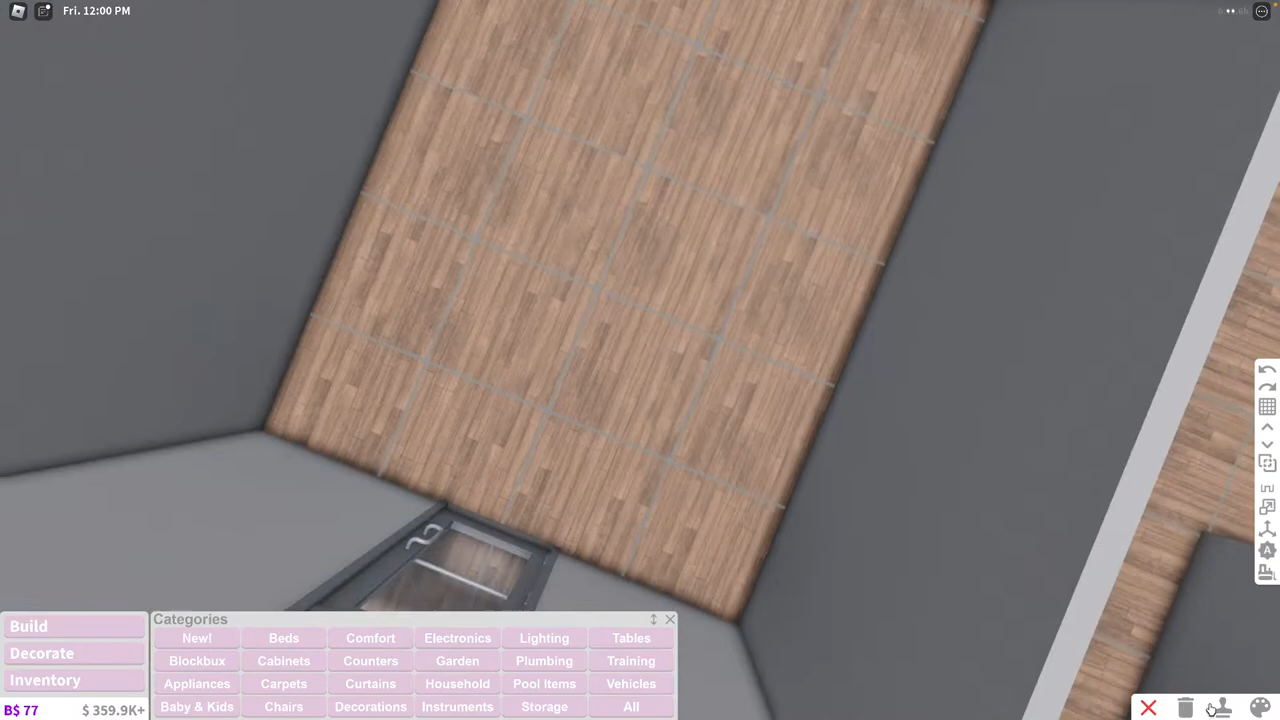 Fri. 12:00 PM
Categories
New! Beds Comfort Electronics Lighting Tables
Blockbux Cabinets Counters Garden Plumbing Training
Appliances Carpets Curtains Household Pool Items Vehicles
Baby & Kids Chairs Decorations Instruments Storage All
Build
Decorate
Inventory
B$ 77 $ 359.9K+
A